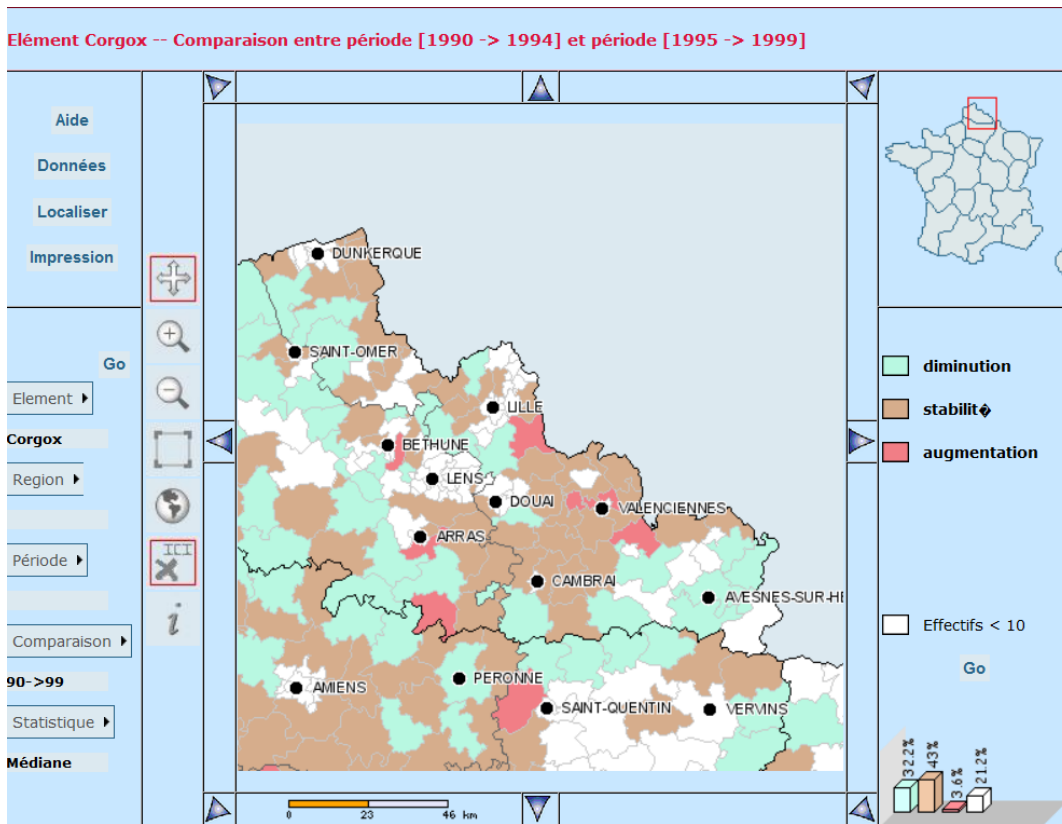 Elément Corgox -- Comparaison entre période [1990 -> 1994] et période [1995 -> 1999]
Aide
Données
Localiser
Impression
Go
Element
Corgox
Region
Période
Comparaison
90->99
Statistique
Médiane
ICI
i
DUNKERQUE
SAINT-OMER
LILLE
BETHUNE
LENS
DOUAI
VALENCIENNES
ARRAS
CAMBRAI
AVESNES-SUR-HE
PERONNE
AMIENS
SAINT-QUENTIN
VERVINS
0 23 46 km
diminution
stabilit�
augmentation
Effectifs < 10
Go
32.2% 43% 3.6% 21.2%